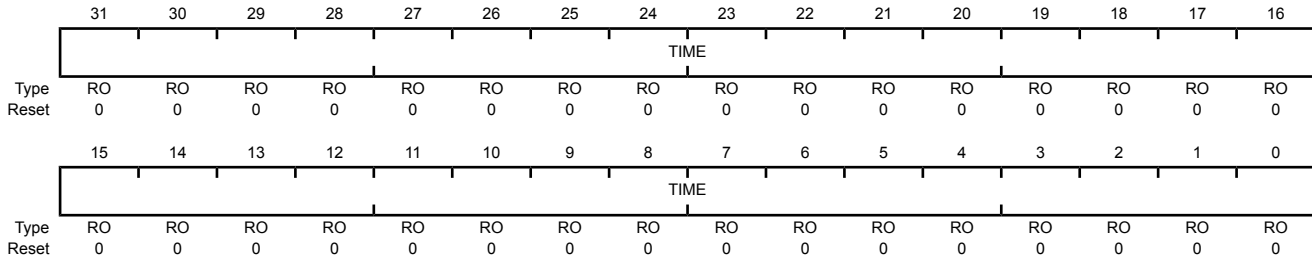 31 30 29 28 27 26 25 24 23 22 21 20 19 18 17 16
TIME
Type RO RO RO RO RO RO RO RO RO RO RO RO RO RO RO RO
Reset 0 0 0 0 0 0 0 0 0 0 0 0 0 0 0 0
15 14 13 12 11 10 9 8 7 6 5 4 3 2 1 0
TIME
Type RO RO RO RO RO RO RO RO RO RO RO RO RO RO RO RO
Reset 0 0 0 0 0 0 0 0 0 0 0 0 0 0 0 0